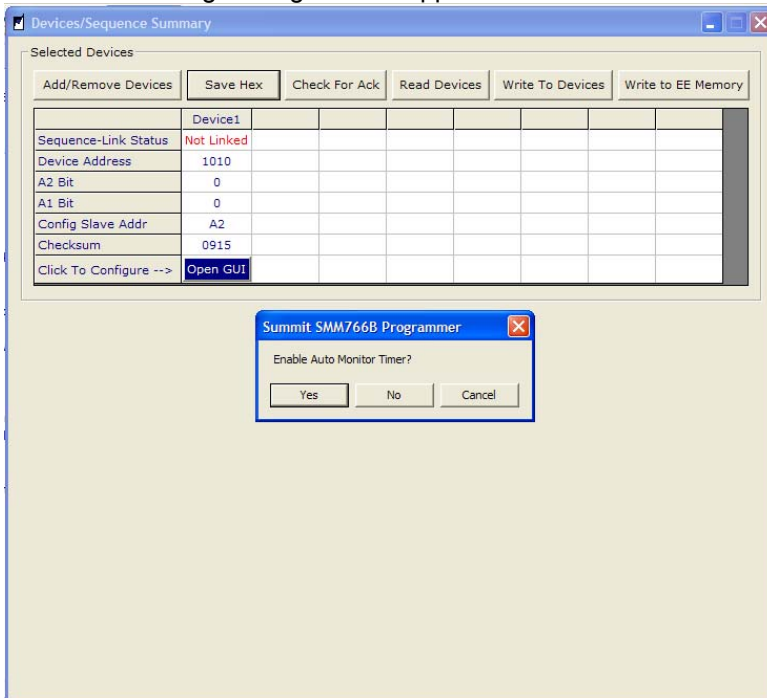 Devices/Sequence Summary
Selected Devices
Add/Remove Devices Save Hex Check For Ack Read Devices Write To Devices Write to EE Memory
Device1
Sequence-Link Status Not Linked
Device Address 1010
A2 Bit 0
A1 Bit 0
Config Slave Addr A2
Checksum 0915
Click To Configure --> Open GUI
Summit SMM766B Programmer
Enable Auto Monitor Timer?
Yes No Cancel